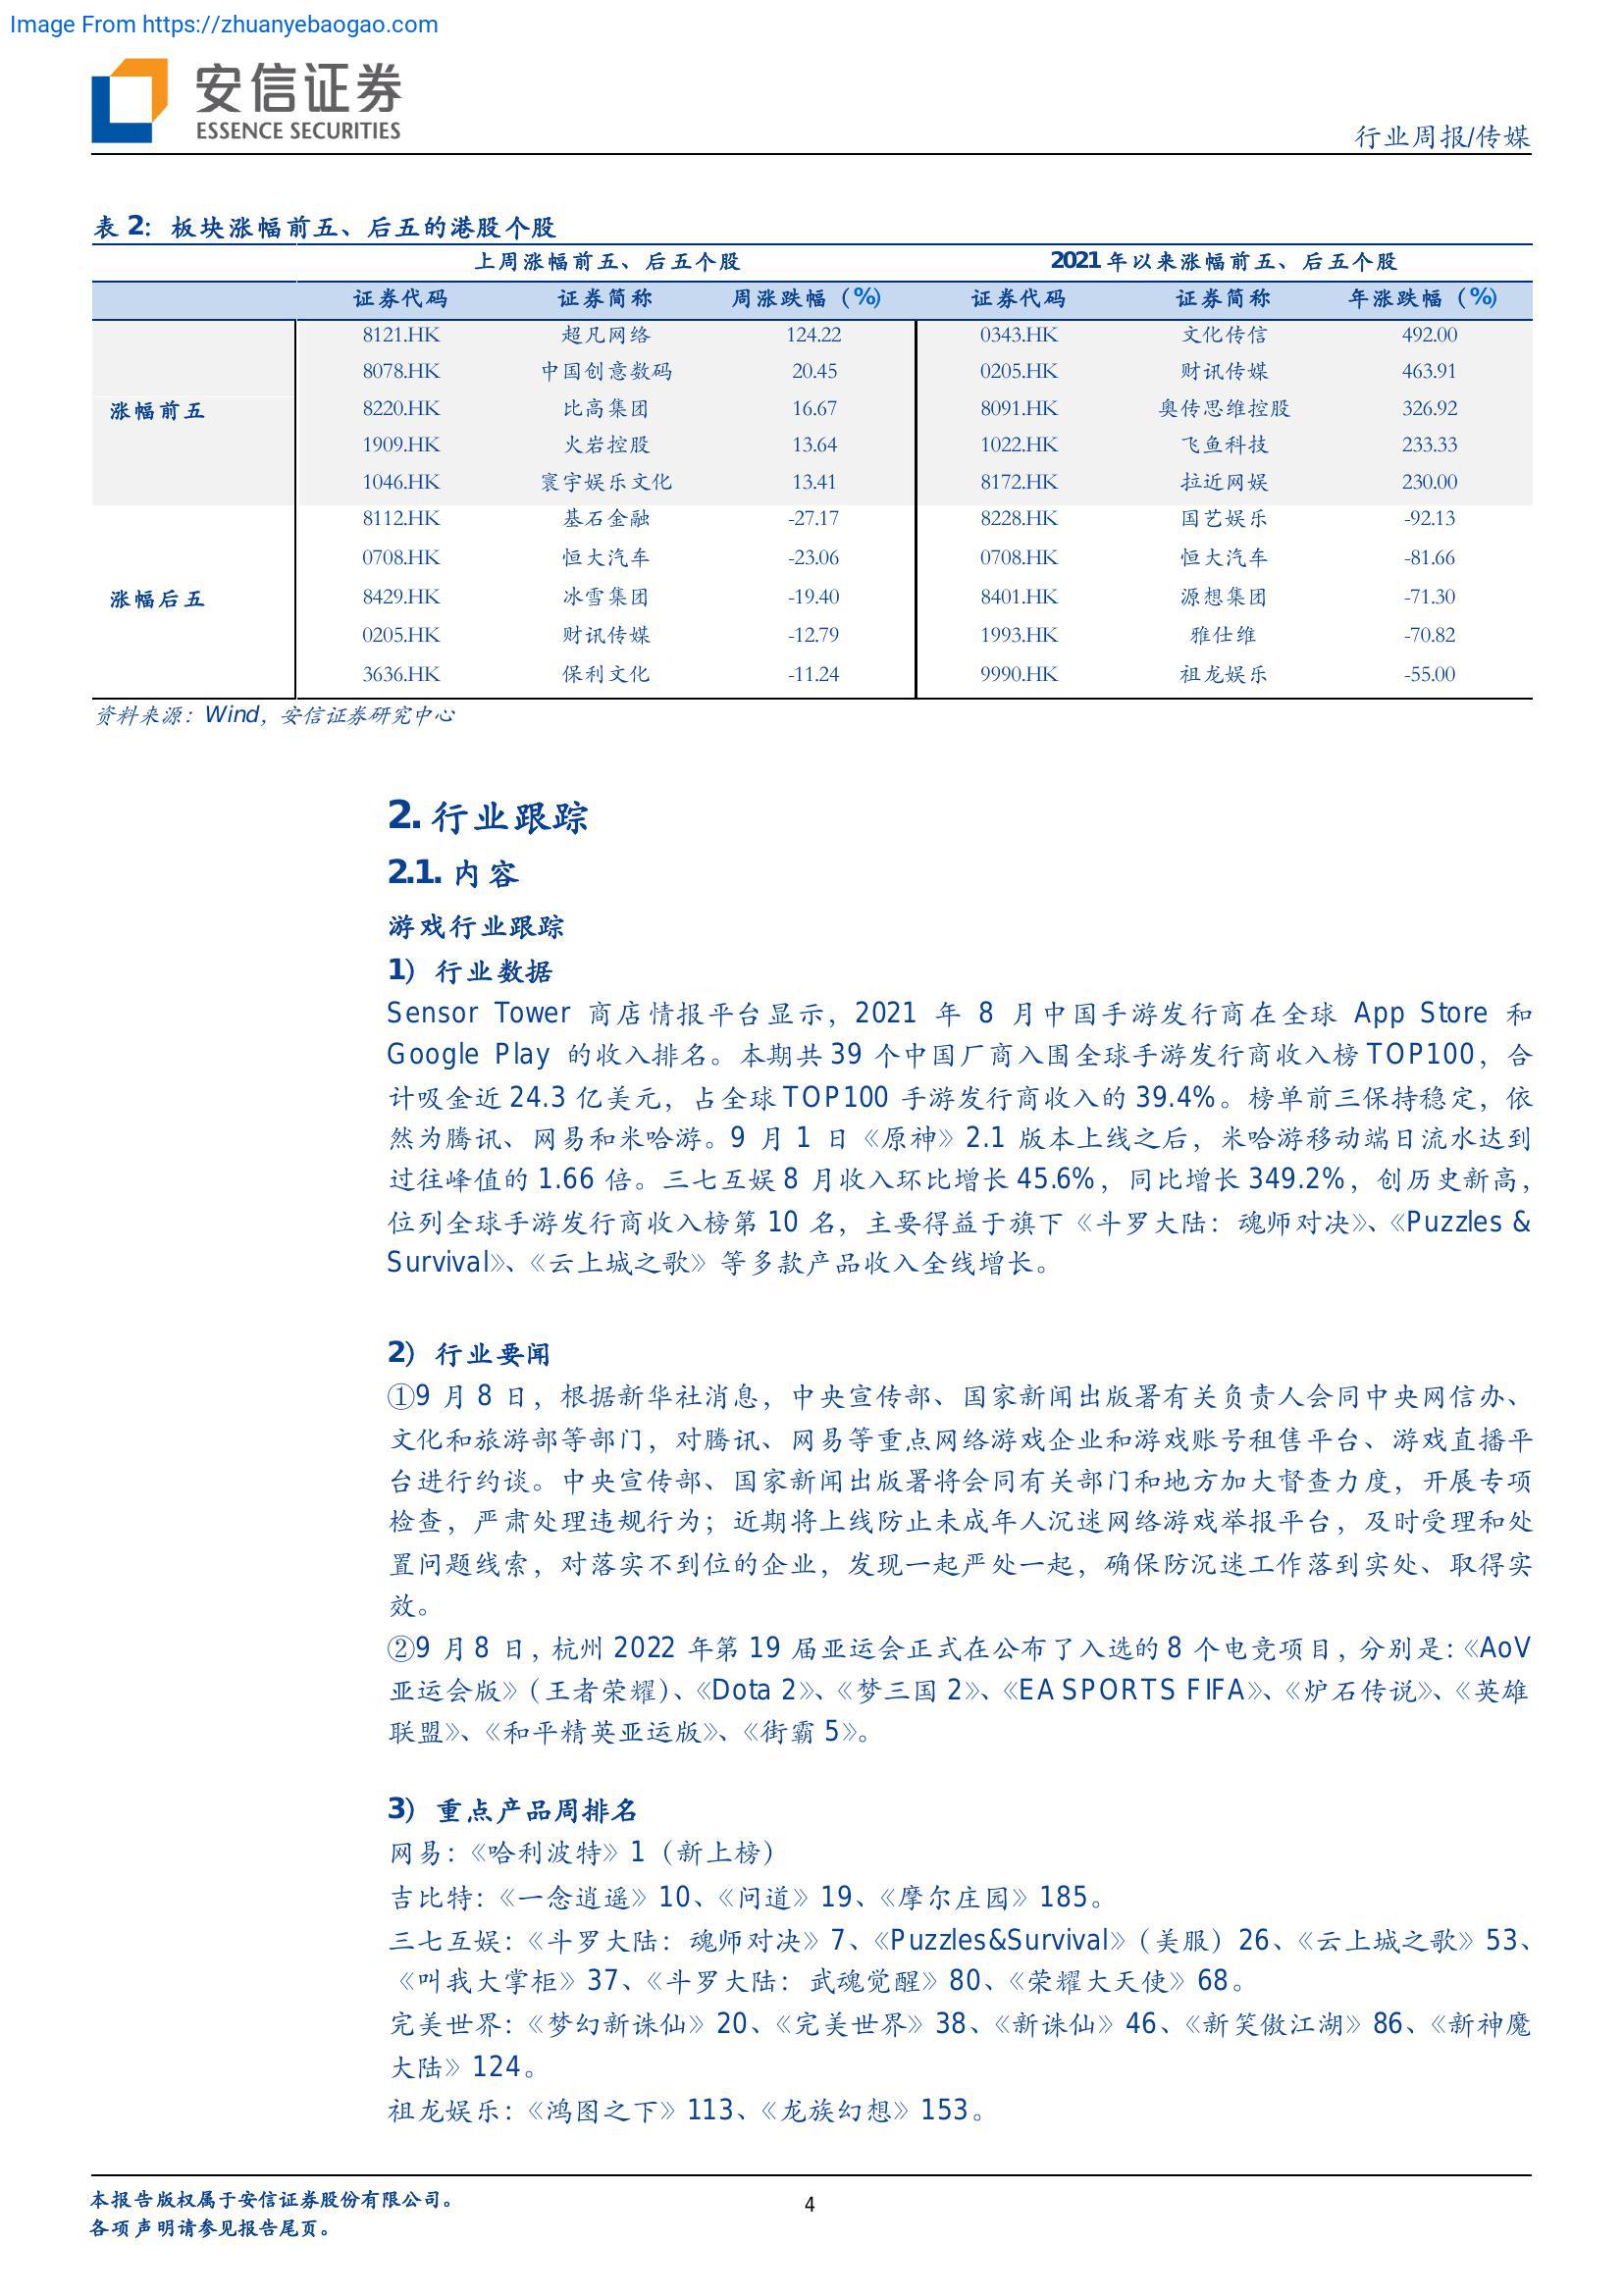 Image From https://zhuanyebaogao.com
安信证券
ESSENCE SECURITIES
行业周报/传媒
表 2：板块涨幅前五、后五的港股个股
上周涨幅前五、后五个股 2021 年以来涨幅前五、后五个股
证券代码 证券简称 周涨跌幅（%） 证券代码 证券简称 年涨跌幅（%）
8121.HK 超凡网络 124.22 0343.HK 文化传信 492.00
8078.HK 中国创意数码 20.45 0205.HK 财讯传媒 463.91
涨幅前五 8220.HK 比高集团 16.67 8091.HK 奥传思维控股 326.92
1909.HK 火岩控股 13.64 1022.HK 飞鱼科技 233.33
1046.HK 寰宇娱乐文化 13.41 8172.HK 拉近网娱 230.00
8112.HK 基石金融 -27.17 8228.HK 国艺娱乐 -92.13
0708.HK 恒大汽车 -23.06 0708.HK 恒大汽车 -81.66
涨幅后五 8429.HK 冰雪集团 -19.40 8401.HK 源想集团 -71.30
0205.HK 财讯传媒 -12.79 1993.HK 雅仕维 -70.82
3636.HK 保利文化 -11.24 9990.HK 祖龙娱乐 -55.00
资料来源：Wind，安信证券研究中心
2. 行业跟踪
2.1. 内容
游戏行业跟踪
1）行业数据
Sensor Tower 商店情报平台显示，2021 年 8 月中国手游发行商在全球 App Store 和
Google Play 的收入排名。本期共 39 个中国厂商入围全球手游发行商收入榜 TOP100，合
计吸金近 24.3 亿美元，占全球 TOP100 手游发行商收入的 39.4%。榜单前三保持稳定，依
然为腾讯、网易和米哈游。9 月 1 日《原神》2.1 版本上线之后，米哈游移动端日流水达到
过往峰值的 1.66 倍。三七互娱 8 月收入环比增长 45.6%，同比增长 349.2%，创历史新高，
位列全球手游发行商收入榜第 10 名，主要得益于旗下《斗罗大陆：魂师对决》、《Puzzles &
Survival》、《云上城之歌》等多款产品收入全线增长。
2）行业要闻
①9 月 8 日，根据新华社消息，中央宣传部、国家新闻出版署有关负责人会同中央网信办、
文化和旅游部等部门，对腾讯、网易等重点网络游戏企业和游戏账号租售平台、游戏直播平
台进行约谈。中央宣传部、国家新闻出版署将会同有关部门和地方加大督查力度，开展专项
检查，严肃处理违规行为；近期将上线防止未成年人沉迷网络游戏举报平台，及时受理和处
置问题线索，对落实不到位的企业，发现一起严处一起，确保防沉迷工作落到实处、取得实
效。
②9 月 8 日，杭州 2022 年第 19 届亚运会正式在公布了入选的 8 个电竞项目，分别是：《AoV
亚运会版》（王者荣耀）、《Dota 2》、《梦三国 2》、《EA SPORTS FIFA》、《炉石传说》、《英雄
联盟》、《和平精英亚运版》、《街霸 5》。
3）重点产品周排名
网易：《哈利波特》1（新上榜）
吉比特：《一念逍遥》10、《问道》19、《摩尔庄园》185。
三七互娱：《斗罗大陆：魂师对决》7、《Puzzles&Survival》（美服）26、《云上城之歌》53、
《叫我大掌柜》37、《斗罗大陆：武魂觉醒》80、《荣耀大天使》68。
完美世界：《梦幻新诛仙》20、《完美世界》38、《新诛仙》46、《新笑傲江湖》86、《新神魔
大陆》124。
祖龙娱乐：《鸿图之下》113、《龙族幻想》153。
本报告版权属于安信证券股份有限公司。
4
各项声明请参见报告尾页。